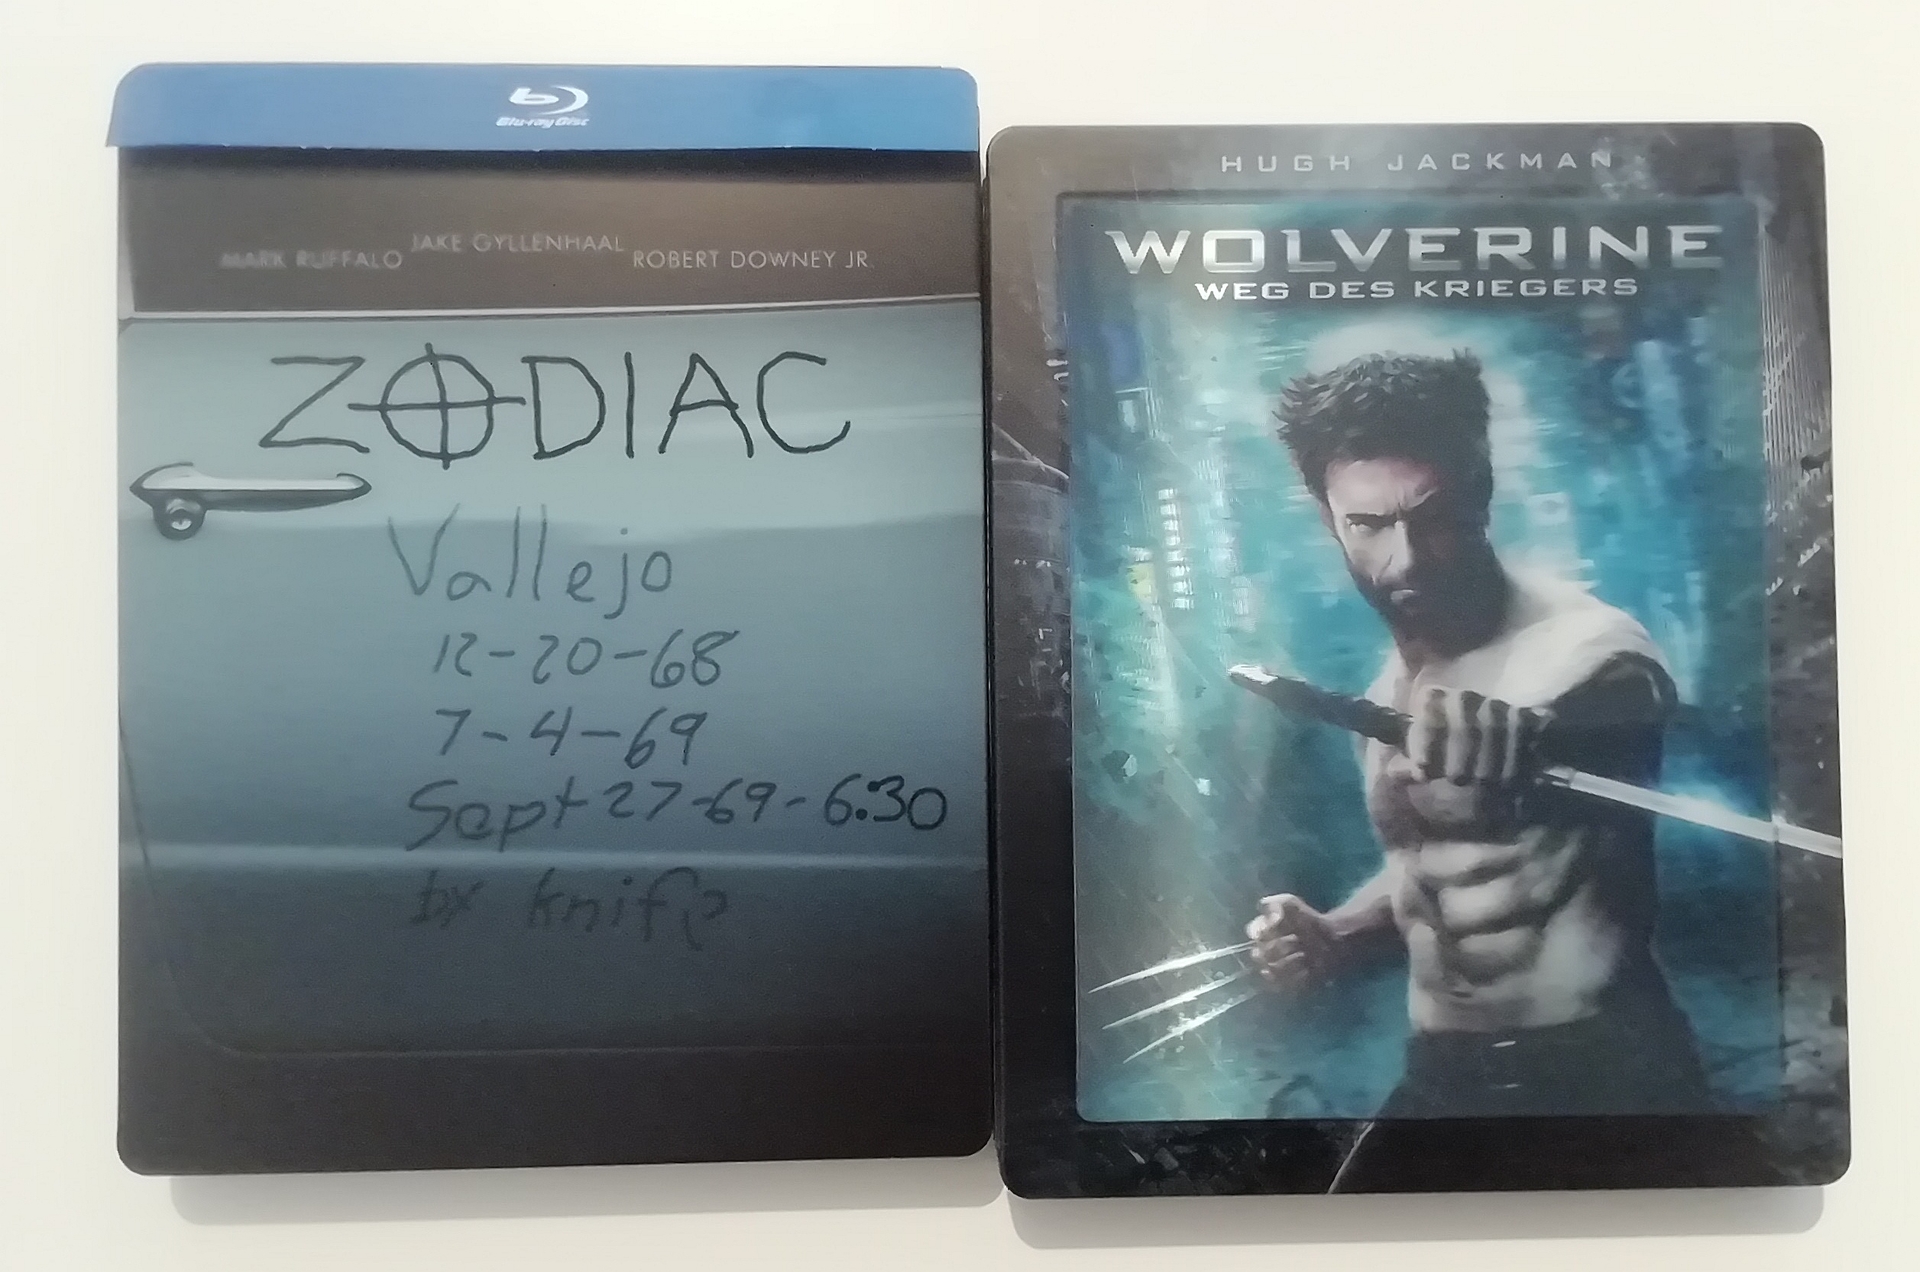 Blu-ray Disc
MARK RUFFALO JAKE GYLLENHAAL ROBERT DOWNEY JR.
ZODIAC
Vallejo
12-20-68
7-4-69
Sept 27-69-6:30
by knife
HUGH JACKMAN
WOLVERINE
WEG DES KRIEGERS